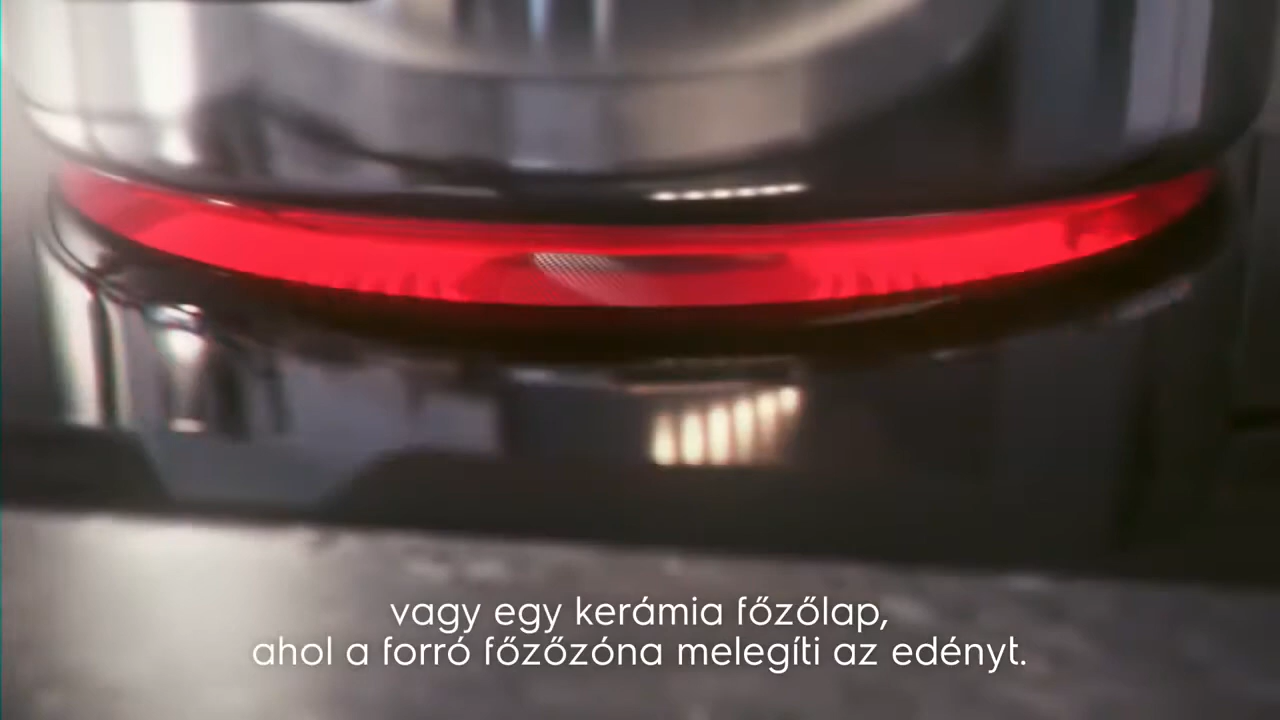 vagy egy kerámia főzőlap,
ahol a forró főzőzóna melegíti az edényt.